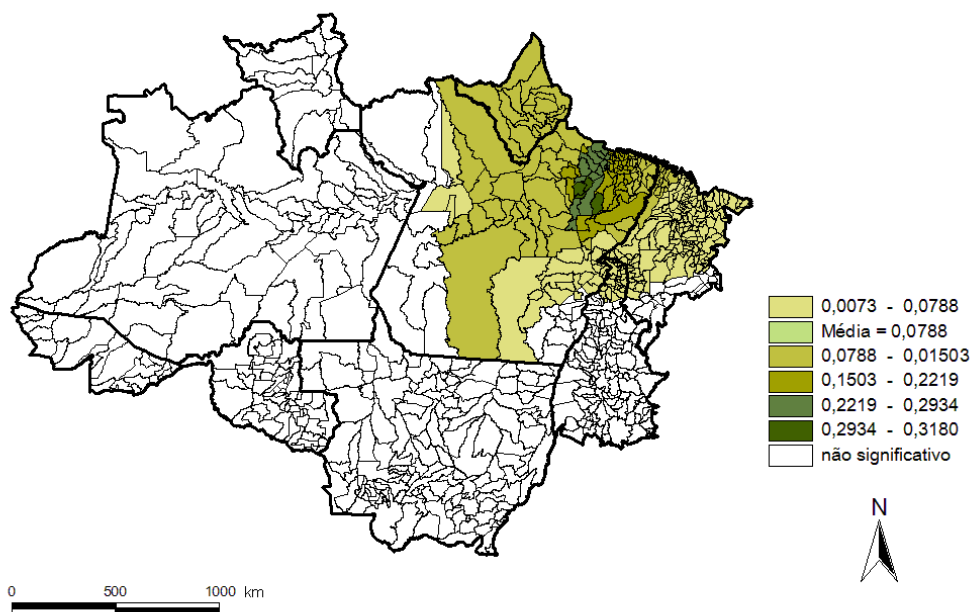 0,0073 - 0,0788
Média = 0,0788
0,0788 - 0,01503
0,1503 - 0,2219
0,2219 - 0,2934
0,2934 - 0,3180
não significativo
N
0 500 1000 km